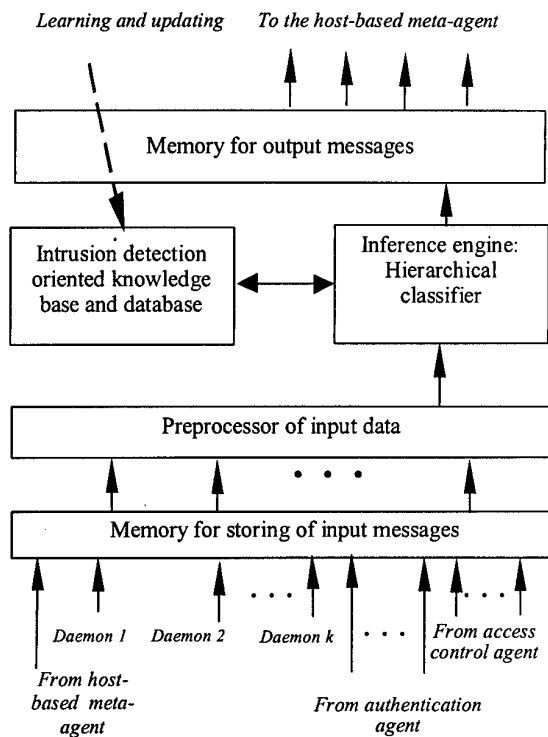 Learning and updating
To the host-based meta-agent
Memory for output messages
Intrusion detection
oriented knowledge
base and database
Inference engine:
Hierarchical
classifier
Preprocessor of input data
• • •
Memory for storing of input messages
Daemon 1
Daemon 2
• • • •
Daemon k
• • •
• • • •
From access
control agent
From host-
based meta-
agent
From authentication
agent